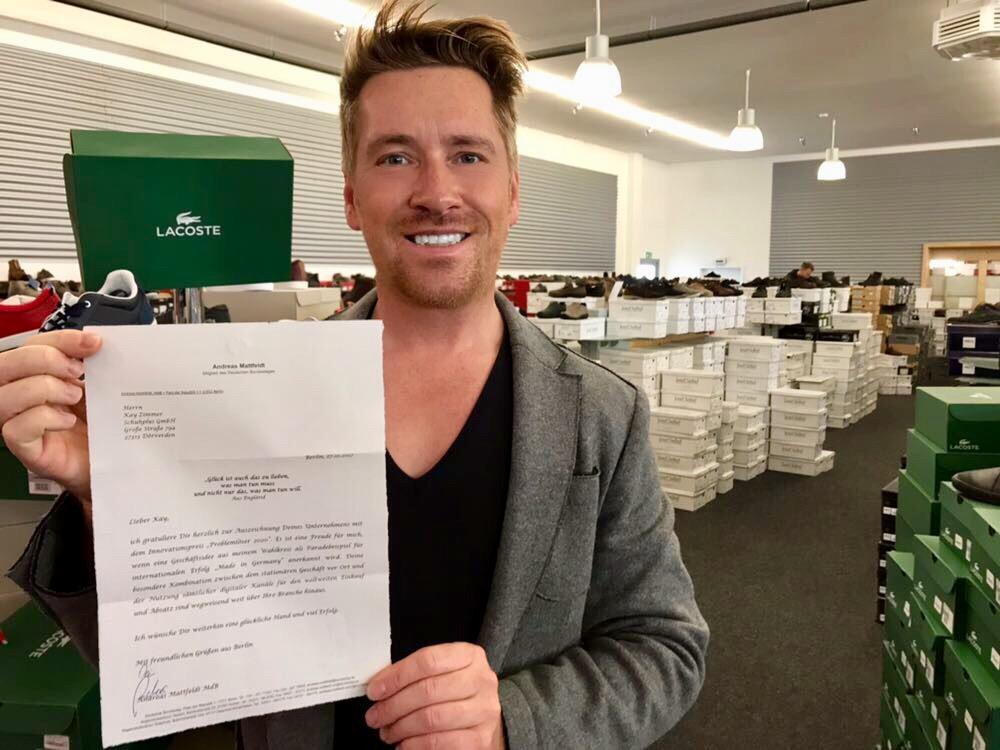 LACOSTE
Andreas Mattfeldt
Mitglied des Deutschen Bundestages
Herrn
Kay Zimmer
Schuhplus GmbH
Große Straße 79a
27313 Dörverden
Berlin, 27.10.2017
„Glück ist auch das zu lieben,
was man tun muss
und nicht nur das, was man tun will.
Aus England
Lieber Kay,
ich gratuliere Dir herzlich zur Auszeichnung Deines Unternehmens mit
dem Innovationspreis „Problemlöser 2020“. Es ist eine Freude für mich,
wenn eine Geschäftsidee aus meinem Wahlkreis als Paradebeispiel für
internationalen Erfolg „Made in Germany“ anerkannt wird. Deine
besondere Kombination zwischen dem stationären Geschäft vor Ort und
der Nutzung sämtlicher digitaler Kanäle für den weltweiten Einkauf
und Absatz sind wegweisend weit über Ihre Branche hinaus.
Ich wünsche Dir weiterhin eine glückliche Hand und viel Erfolg.
Mit freundlichen Grüßen aus Berlin
Andreas Mattfeldt MdB
LACOSTE
LACOSTE